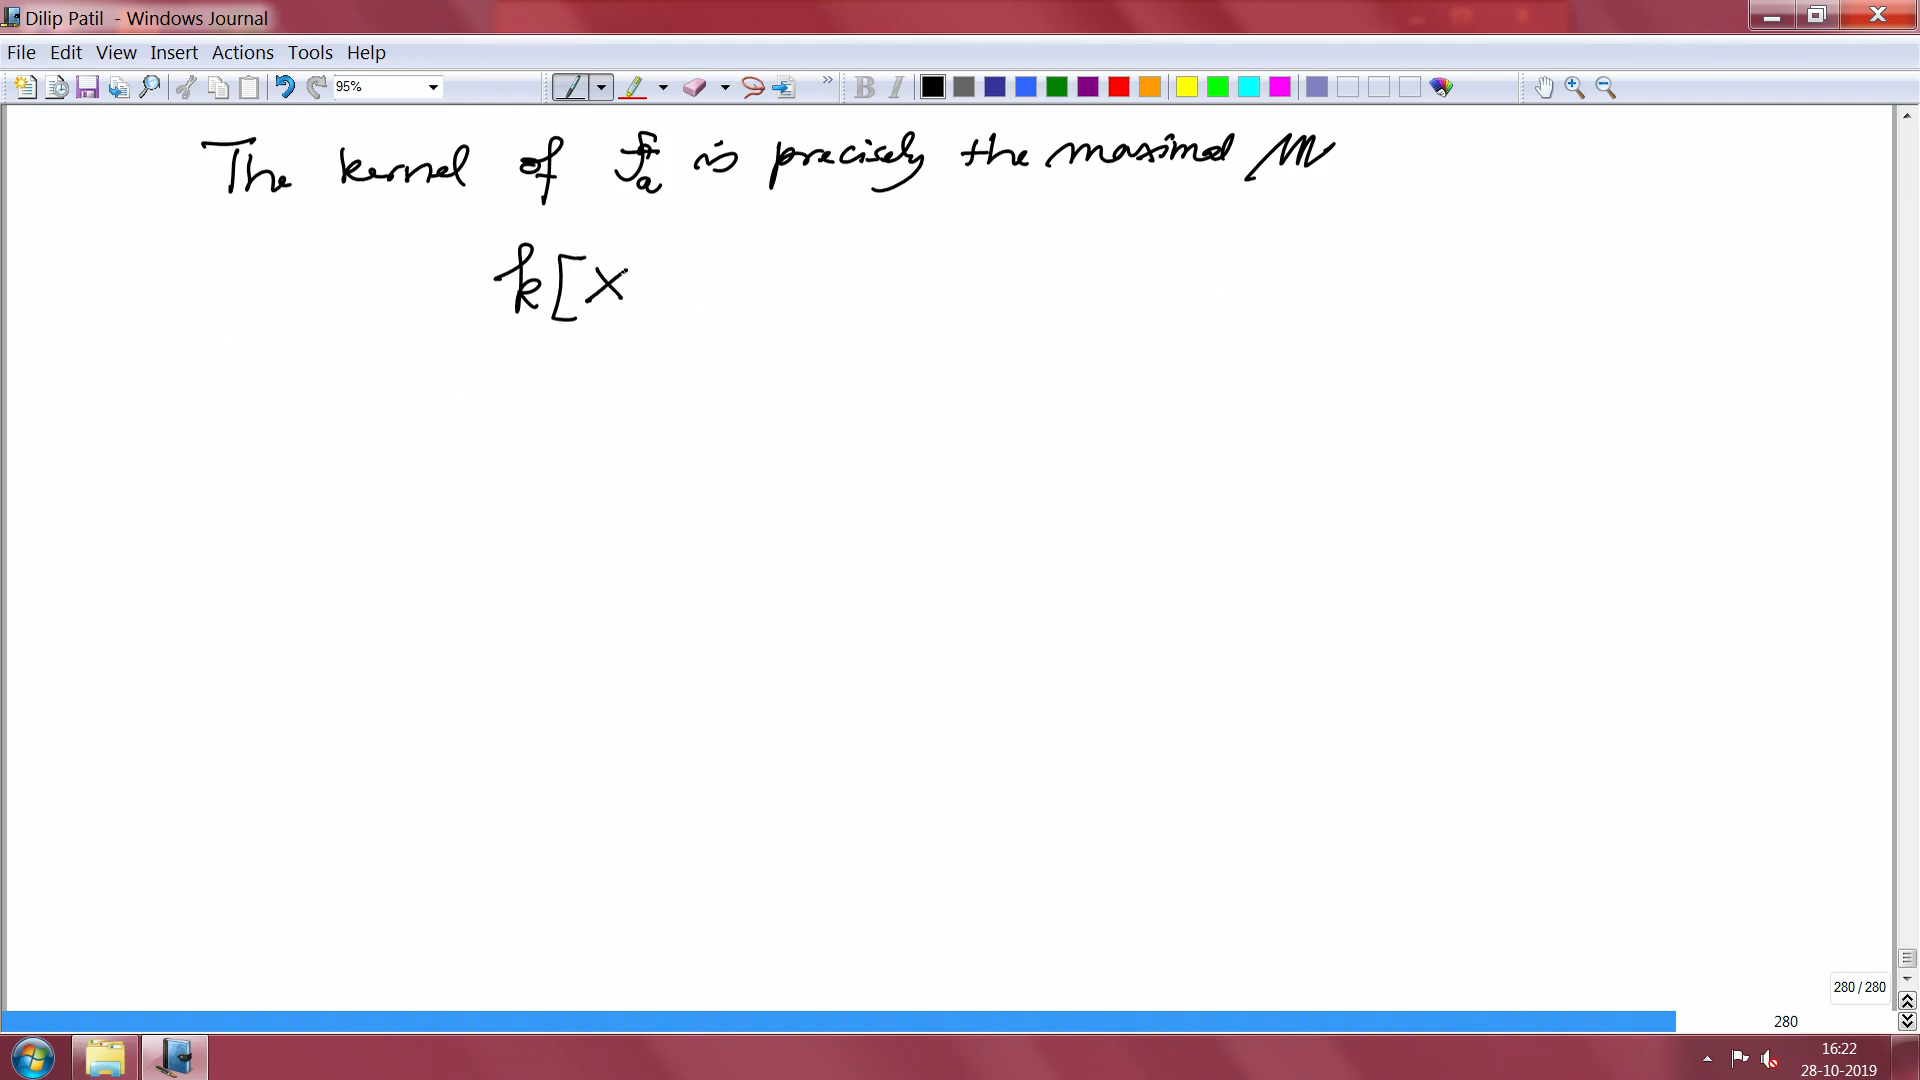 Dilip Patil - Windows Journal
File Edit View Insert Actions Tools Help
95%
The kernel of fa is precisely the maximal m
k[X
280 / 280
280
16:22
28-10-2019